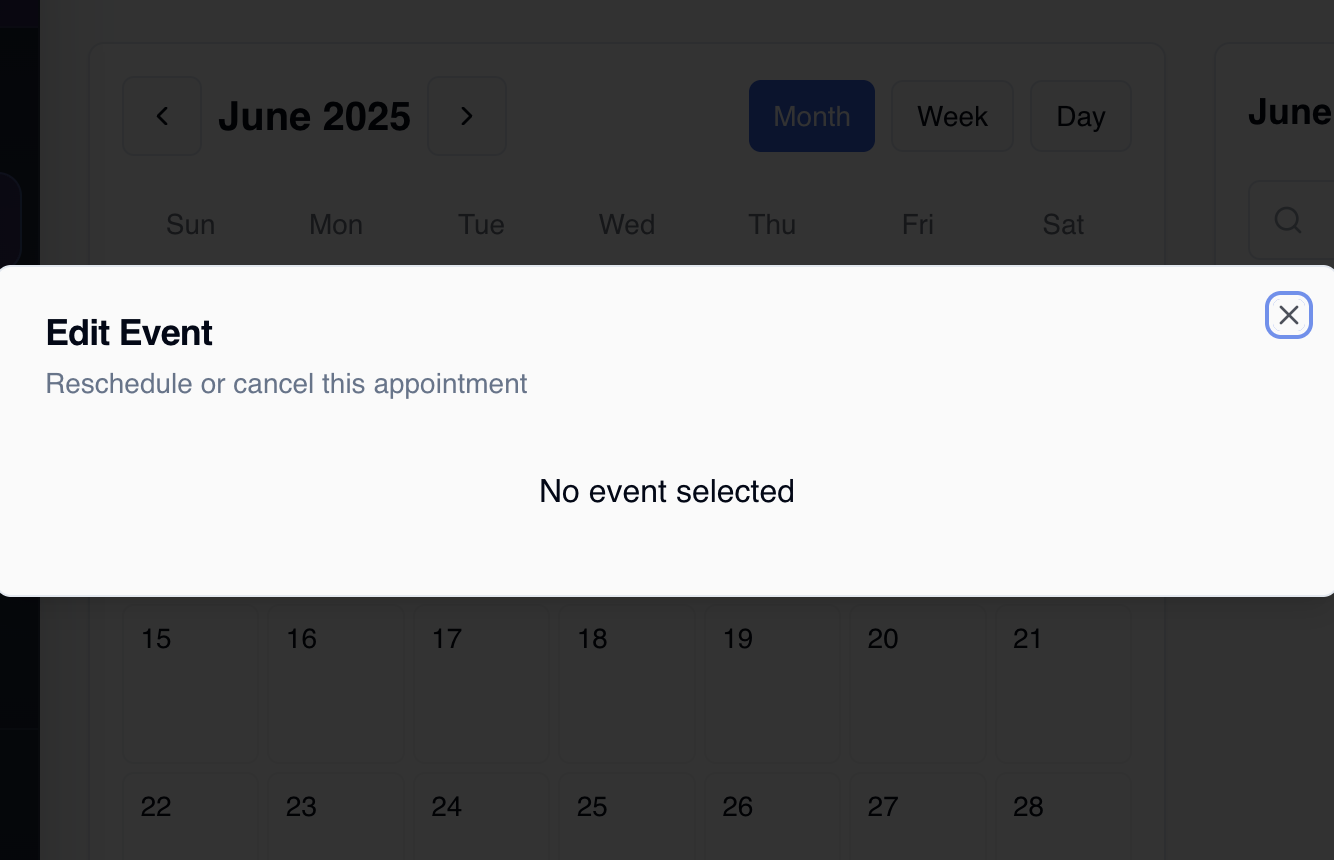 June 2025
Month
Week
Day
June
Sun
Mon
Tue
Wed
Thu
Fri
Sat
Edit Event
Reschedule or cancel this appointment
No event selected
15
16
17
18
19
20
21
22
23
24
25
26
27
28